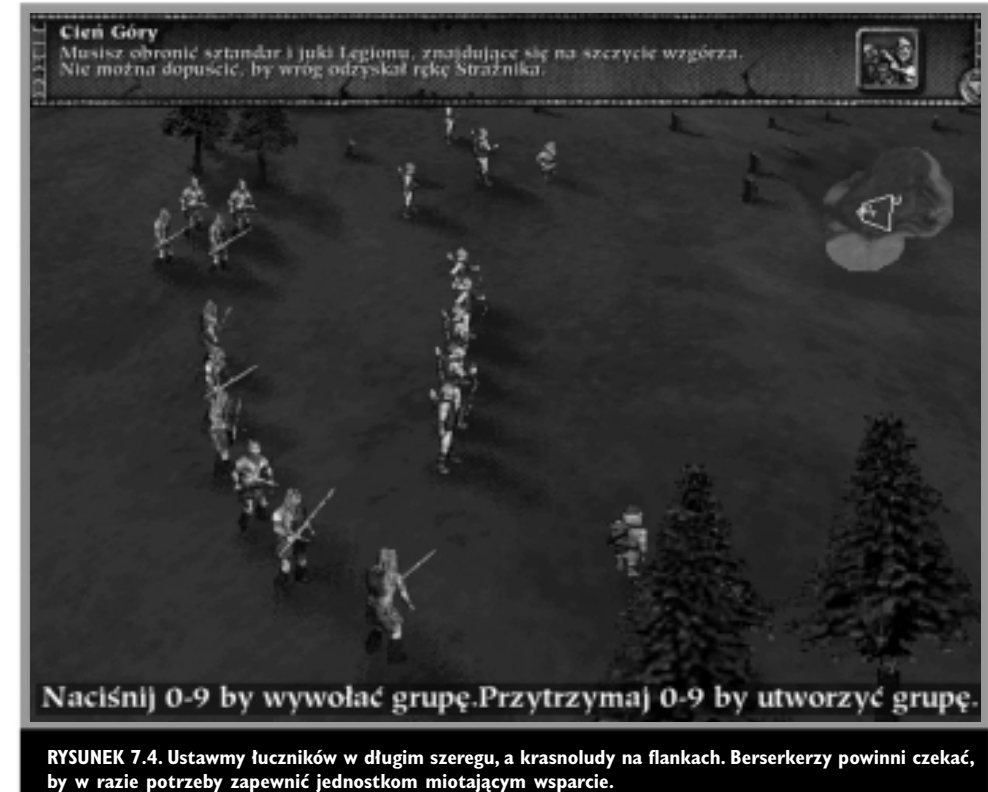 Cień Góry
Musisz obronić sztandar i juki Legionu, znajdujące się na szczycie wzgórza.
Nie można dopuścić, by wróg odzyskał rękę Strażnika.
Naciśnij 0-9 by wywołać grupę.Przytrzymaj 0-9 by utworzyć grupę.
RYSUNEK 7.4. Ustawmy łuczników w długim szeregu, a krasnoludy na flankach. Berserkerzy powinni czekać,
by w razie potrzeby zapewnić jednostkom miotającym wsparcie.